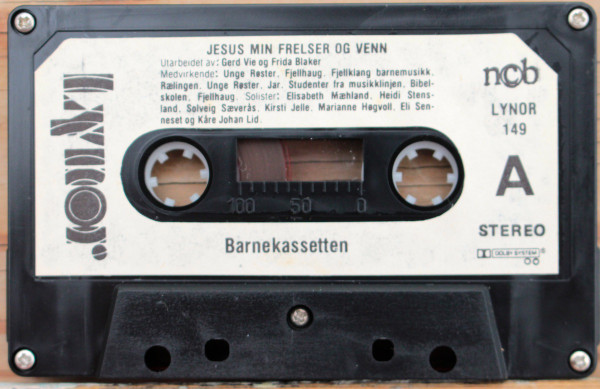 JESUS MIN FRELSER OG VENN
Utarbeidet av: Gerd Vie og Frida Blaker
Medvirkende: Unge Røster. Fjellhaug. Fjellklang barnemusikk.
Rælingen. Unge Røster. Jar. Studenter fra musikklinjen. Bibel-
skolen. Fjellhaug. Solister: Elisabeth Mæhland. Heidi Stens-
land. Solveig Sæverås. Kirsti Jelle. Marianne Høgvoll. Eli Sen-
neset og Kåre Johan Lid.
ncb
LYNOR
149
A
STEREO
DOLBY SYSTEM®
LYNOR
100 50 0
Barnekassetten